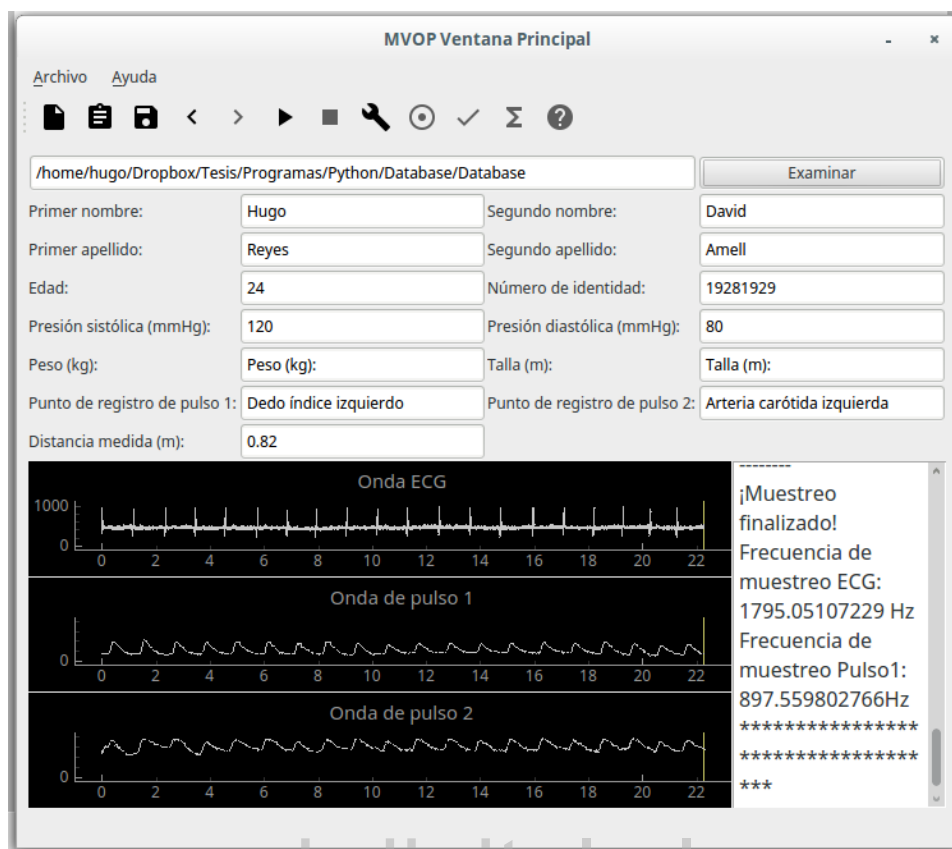 MVOP Ventana Principal
Archivo Ayuda
/home/hugo/Dropbox/Tesis/Programas/Python/Database/Database Examinar
Primer nombre: Hugo Segundo nombre: David
Primer apellido: Reyes Segundo apellido: Amell
Edad: 24 Número de identidad: 19281929
Presión sistólica (mmHg): 120 Presión diastólica (mmHg): 80
Peso (kg): Peso (kg): Talla (m): Talla (m):
Punto de registro de pulso 1: Dedo índice izquierdo Punto de registro de pulso 2: Arteria carótida izquierda
Distancia medida (m): 0.82
Onda ECG
1000
0
0 2 4 6 8 10 12 14 16 18 20 22
Onda de pulso 1
0
0 2 4 6 8 10 12 14 16 18 20 22
Onda de pulso 2
0
0 2 4 6 8 10 12 14 16 18 20 22
--------
¡Muestreo
finalizado!
Frecuencia de
muestreo ECG:
1795.05107229 Hz
Frecuencia de
muestreo Pulso1:
897.559802766Hz
****************
****************
***